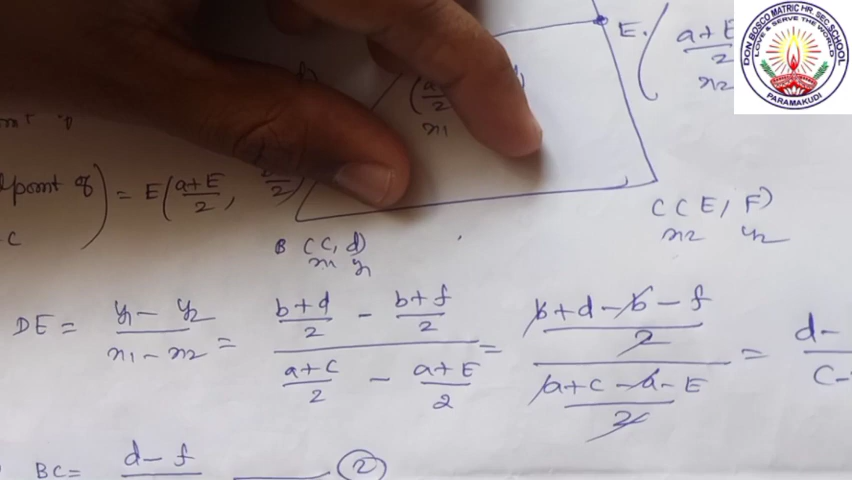 DON BOSCO MATRIC HR. SEC. SCHOOL
LOVE & SERVE THE WORLD
PARAMAKUDI
E. ( a+E/2
x2
x1
point of
C ) = E(a+E/2, /2)
B (C, d)
x1 y1
C (E, F)
x2 y2
DE = y1 - y2 / x1 - x2 = b+d/2 - b+f/2 / a+c/2 - a+E/2 = b+d-b-f/2 / a+c-a-E/2 = d- / c-
BC = d-f ——— ②